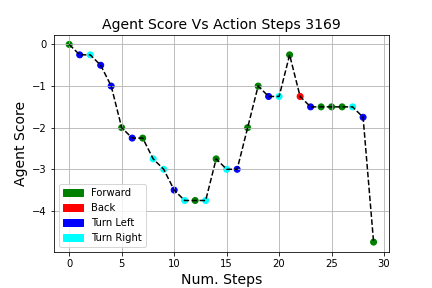 Agent Score Vs Action Steps 3169
Agent Score
0
−1
−2
−3
−4
Forward
Back
Turn Left
Turn Right
0 5 10 15 20 25 30
Num. Steps